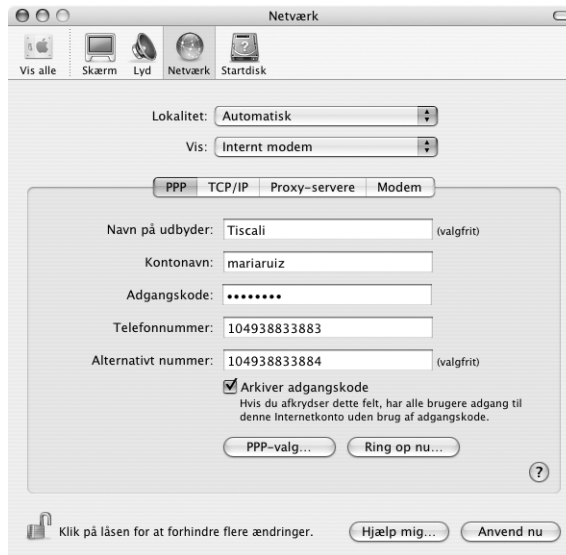 Netværk
Vis alle Skærm Lyd Netværk Startdisk
Lokalitet: Automatisk
Vis: Internt modem
PPP TCP/IP Proxy-servere Modem
Navn på udbyder: Tiscali (valgfrit)
Kontonavn: mariaruiz
Adgangskode: ••••••••
Telefonnummer: 104938833883
Alternativt nummer: 104938833884 (valgfrit)
Arkiver adgangskode
Hvis du afkrydser dette felt, har alle brugere adgang til
denne Internetkonto uden brug af adgangskode.
PPP-valg... Ring op nu...
?
Klik på låsen for at forhindre flere ændringer. Hjælp mig... Anvend nu